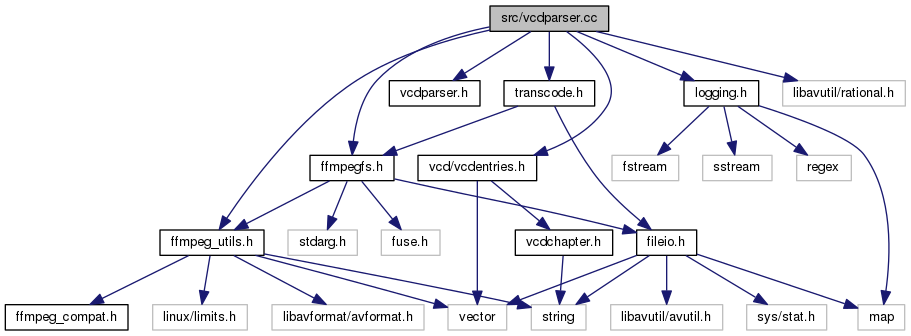 src/vcdparser.cc
vcdparser.h
transcode.h
logging.h
libavutil/rational.h
ffmpegfs.h
vcd/vcdentries.h
fstream
sstream
regex
ffmpeg_utils.h
stdarg.h
fuse.h
vcdchapter.h
fileio.h
ffmpeg_compat.h
linux/limits.h
libavformat/avformat.h
vector
string
libavutil/avutil.h
sys/stat.h
map